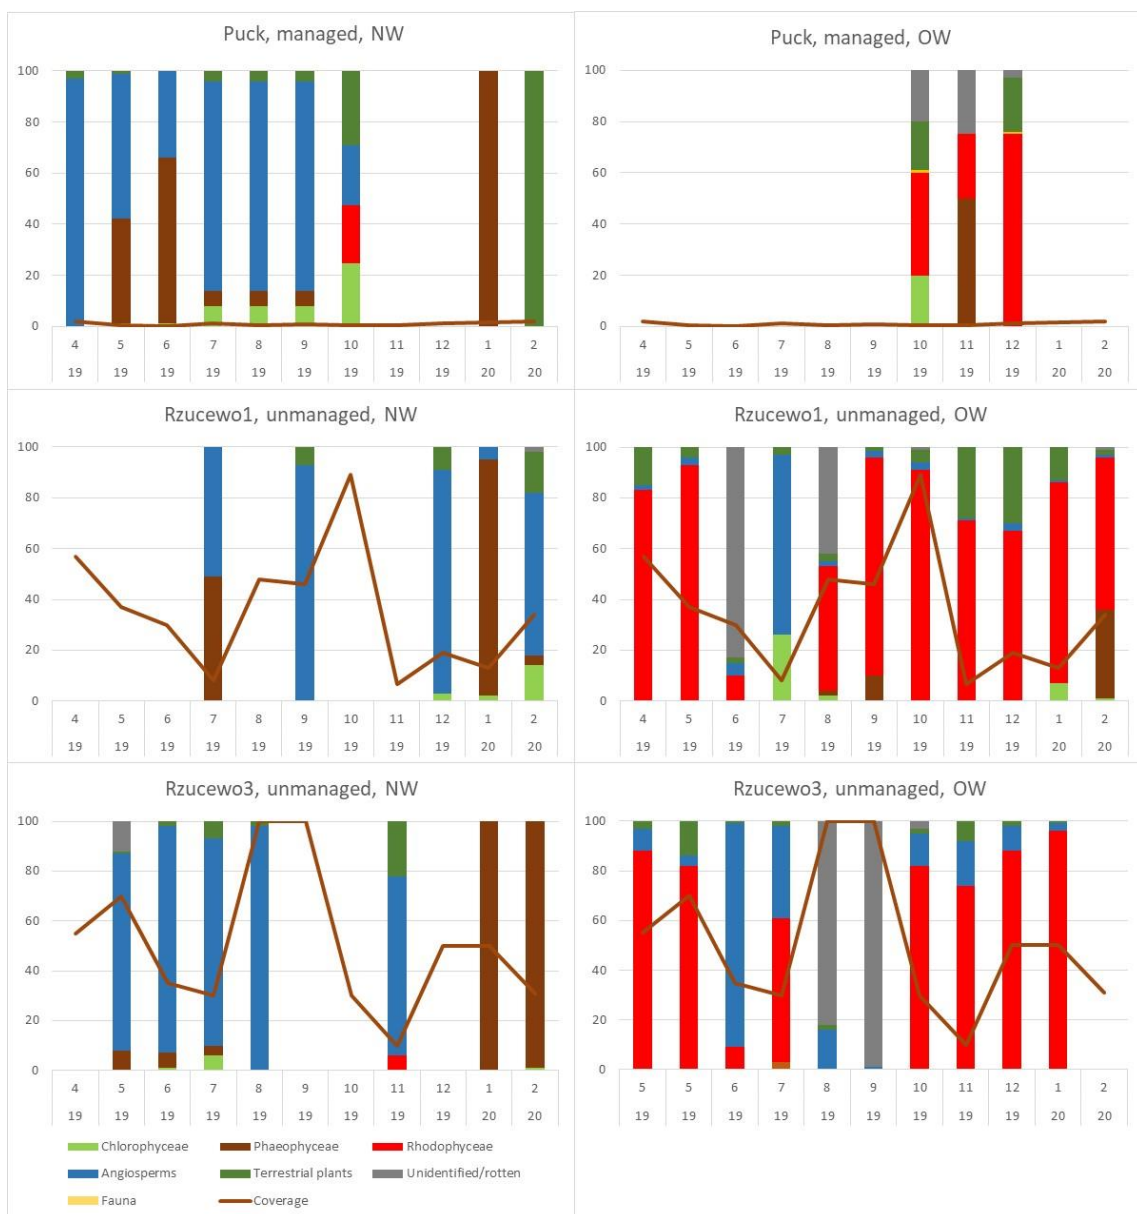 Puck, managed, NW
100
80
60
40
20
0
4 5 6 7 8 9 10 11 12 1 2
19 19 19 19 19 19 19 19 19 20 20
Puck, managed, OW
100
80
60
40
20
0
4 5 6 7 8 9 10 11 12 1 2
19 19 19 19 19 19 19 19 19 20 20
Rzucewo1, unmanaged, NW
100
80
60
40
20
0
4 5 6 7 8 9 10 11 12 1 2
19 19 19 19 19 19 19 19 19 20 20
Rzucewo1, unmanaged, OW
100
80
60
40
20
0
4 5 6 7 8 9 10 11 12 1 2
19 19 19 19 19 19 19 19 19 20 20
Rzucewo3, unmanaged, NW
100
80
60
40
20
0
4 5 6 7 8 9 10 11 12 1 2
19 19 19 19 19 19 19 19 19 20 20
Rzucewo3, unmanaged, OW
100
80
60
40
20
0
5 5 6 7 8 9 10 11 12 1 2
19 19 19 19 19 19 19 19 19 20 20
Chlorophyceae Phaeophyceae Rhodophyceae
Angiosperms Terrestrial plants Unidentified/rotten
Fauna Coverage